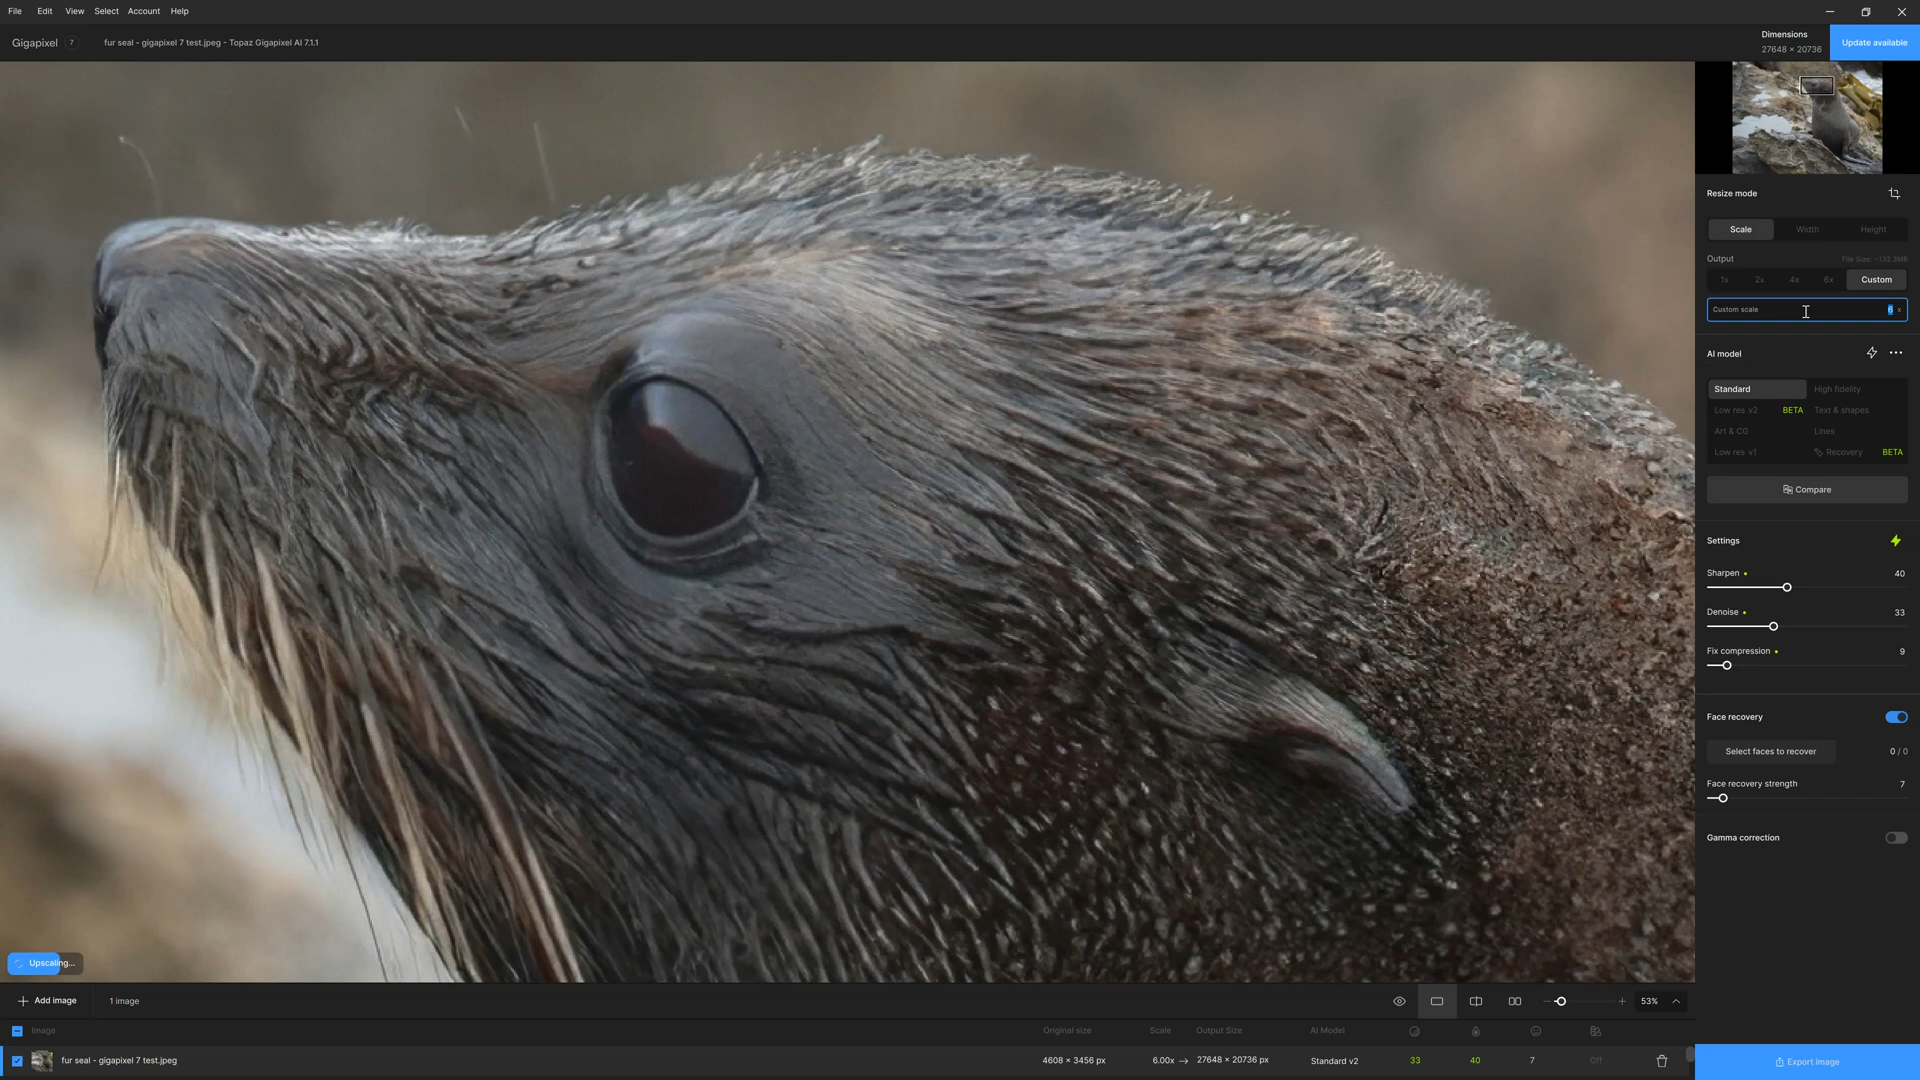 File Edit View Select Account Help
Gigapixel 7 fur seal - gigapixel 7 test.jpeg - Topaz Gigapixel AI 7.1.1
Dimensions
27648 × 20736
Update available
Resize mode
Scale Width Height
Output File Size: ~132.3MB
1x 2x 4x 6x Custom
Custom scale 6 x
AI model
Standard High fidelity
Low res v2 BETA Text & shapes
Art & CG Lines
Low res v1 Recovery BETA
Compare
Settings
Sharpen 40
Denoise 33
Fix compression 9
Face recovery
Select faces to recover 0 / 0
Face recovery strength 7
Gamma correction
Upscaling...
Add image 1 image 53%
Image Original size Scale Output Size AI Model
fur seal - gigapixel 7 test.jpeg 4608 × 3456 px 6.00x → 27648 × 20736 px Standard v2 33 40 7 Off
Export image